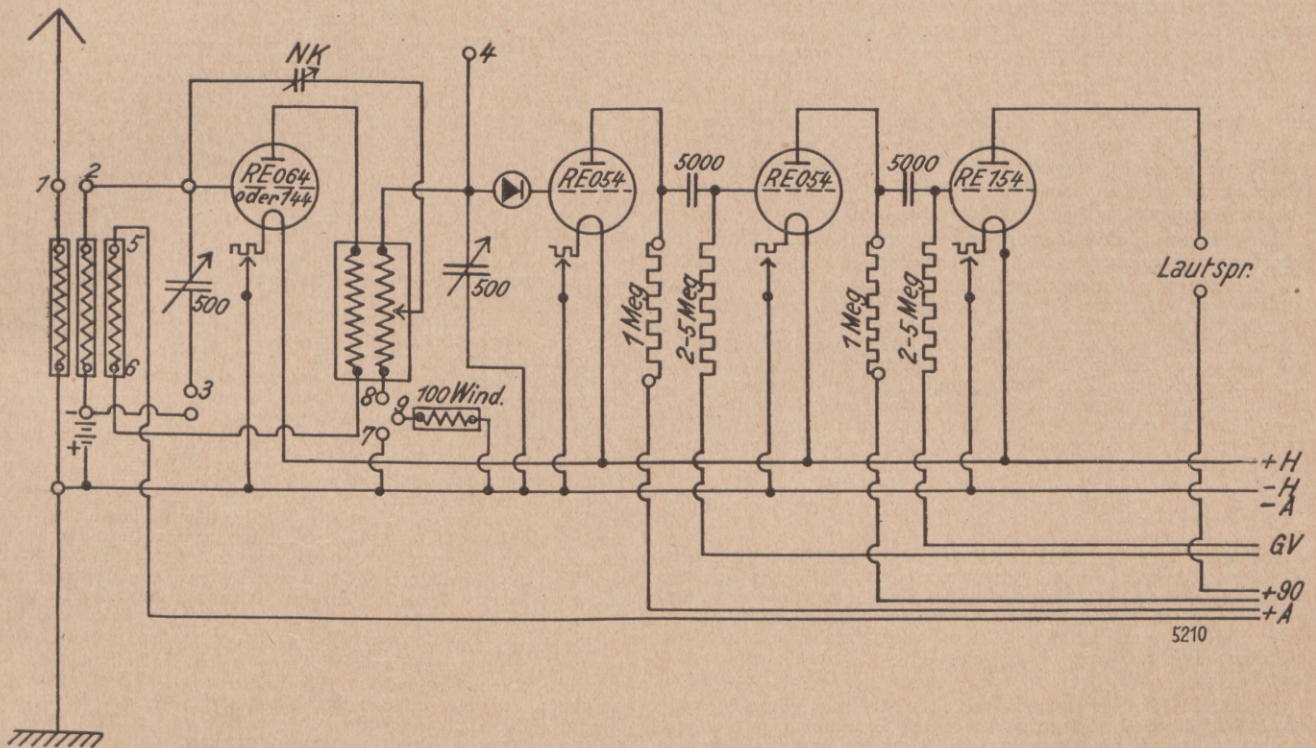 NK
4
1
2
RE064
oder 144
5
500
6
3
-
+
8
9
7
100 Wind.
500
RE054
5000
1 Meg
2-5 Meg
RE054
5000
1 Meg
2-5 Meg
RE154
Lautspr.
+H
-H
-A
GV
+90
+A
5210